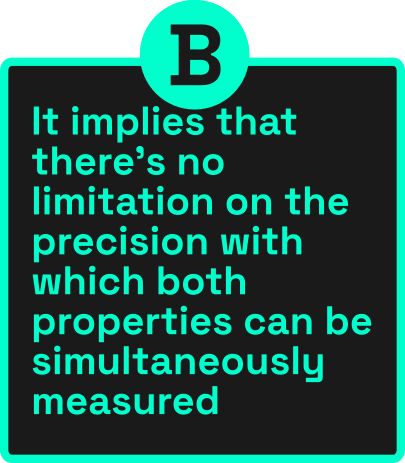 B
It implies that
there’s no
limitation on the
precision with
which both
properties can be
simultaneously
measured